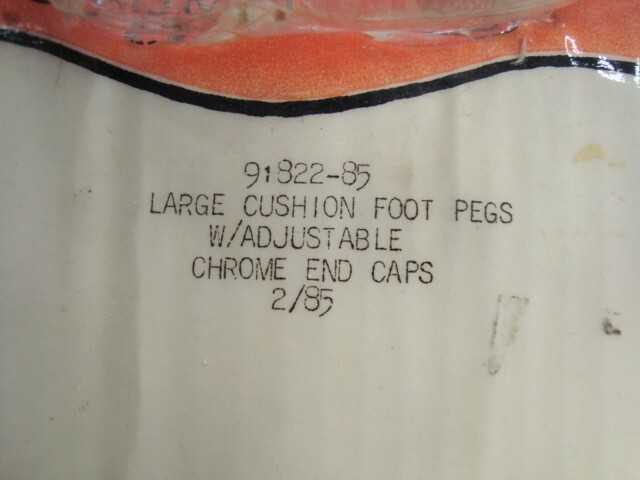 91822-85
LARGE CUSHION FOOT PEGS
W/ADJUSTABLE
CHROME END CAPS
2/85